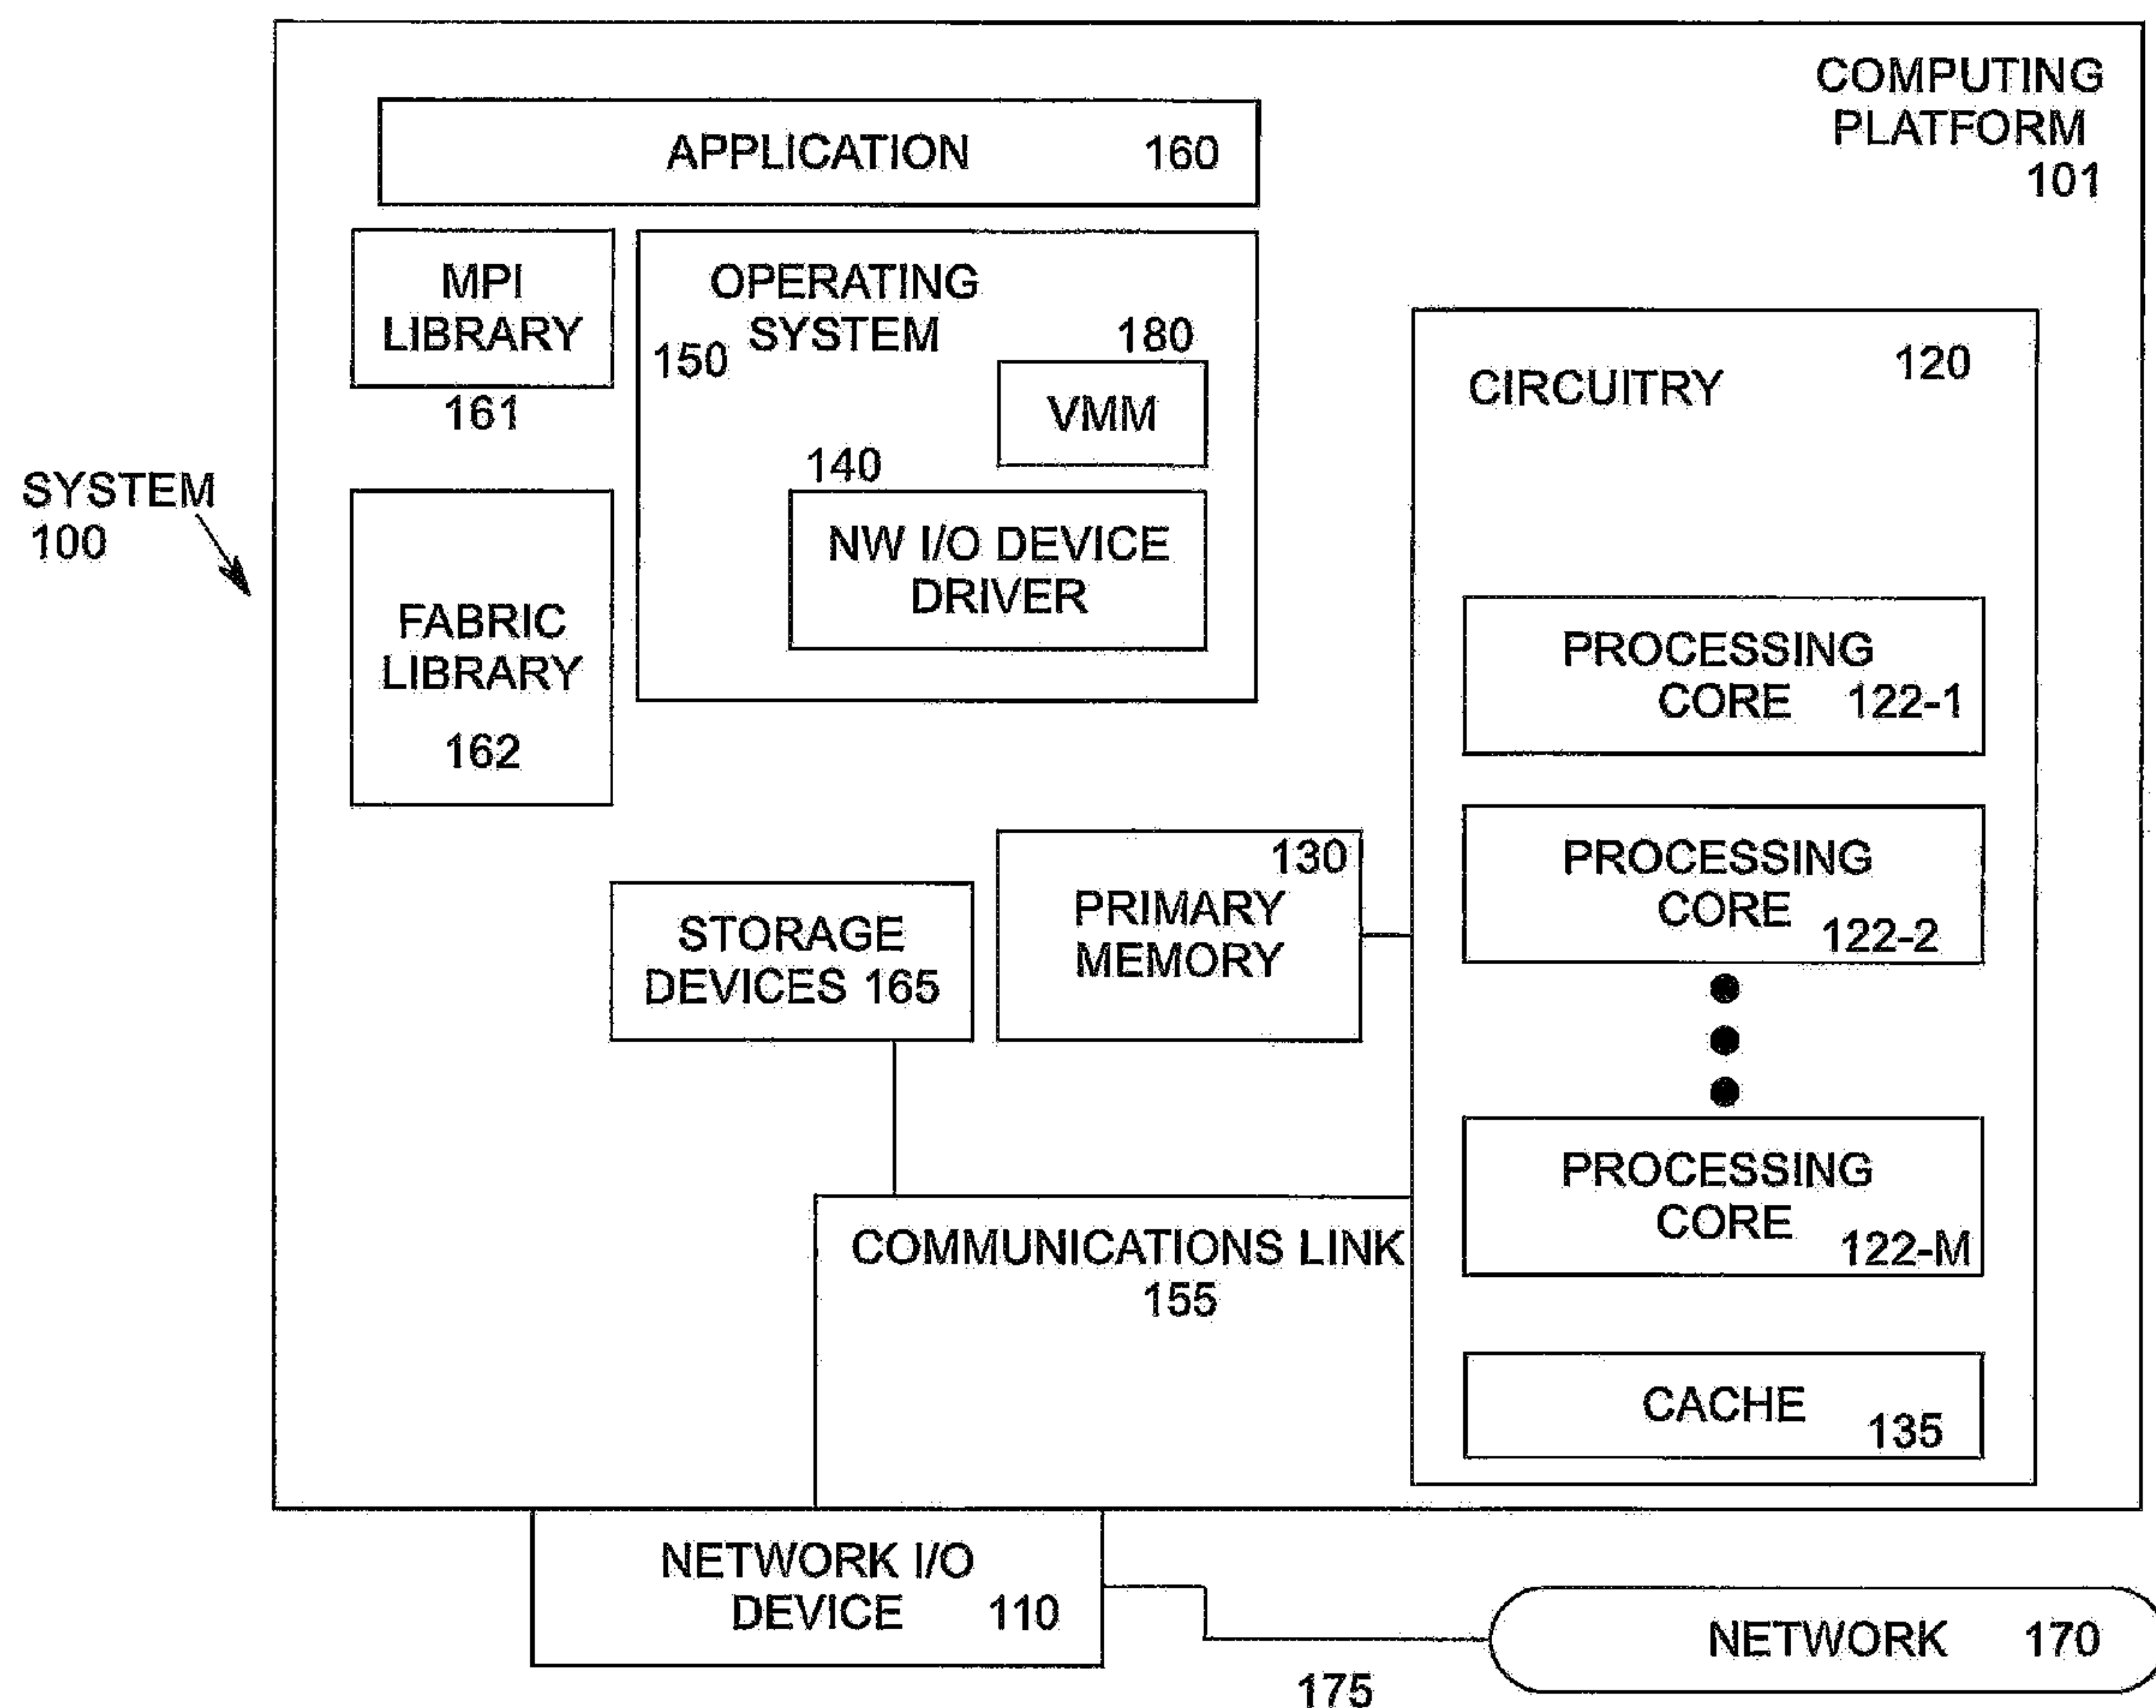 COMPUTING
PLATFORM
101
APPLICATION 160
MPI
LIBRARY
161
OPERATING
SYSTEM
150
180
VMM
140
NW I/O DEVICE
DRIVER
SYSTEM
100
FABRIC
LIBRARY
162
CIRCUITRY 120
PROCESSING
CORE 122-1
PROCESSING
CORE 122-2
PROCESSING
CORE 122-M
CACHE 135
130
PRIMARY
MEMORY
STORAGE
DEVICES 165
COMMUNICATIONS LINK
155
NETWORK I/O
DEVICE 110
175
NETWORK 170